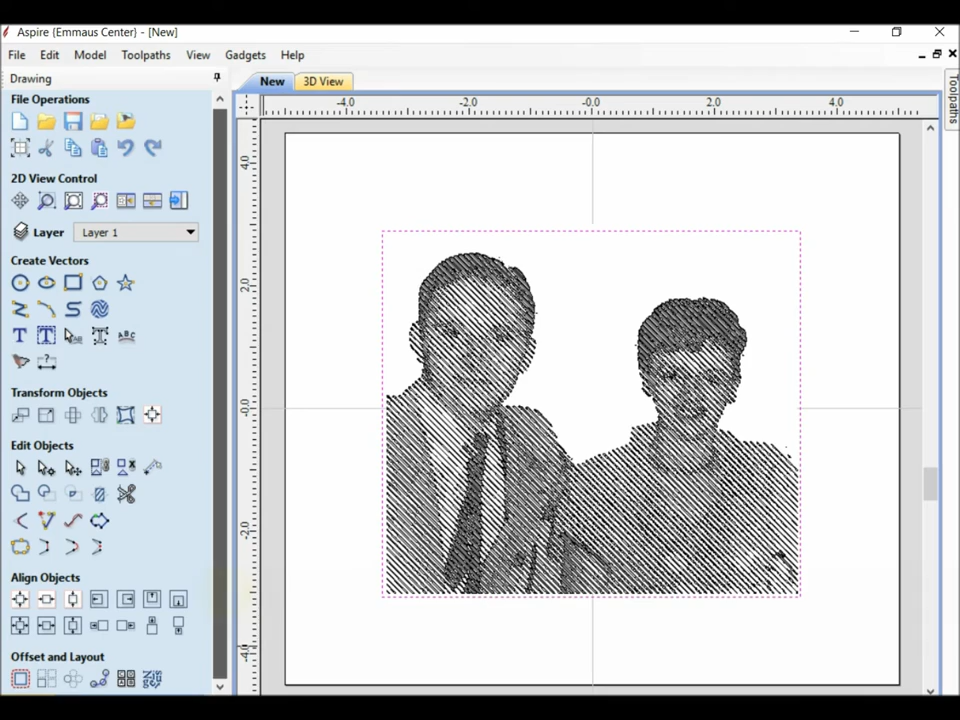 Aspire {Emmaus Center} - [New]
File Edit Model Toolpaths View Gadgets Help
Drawing
New 3D View
Toolpaths
File Operations
-4.0 -2.0 -0.0 2.0 4.0
4.0
2.0
-0.0
-2.0
-4.0
2D View Control
Layer Layer 1
Create Vectors
Transform Objects
Edit Objects
Align Objects
Offset and Layout